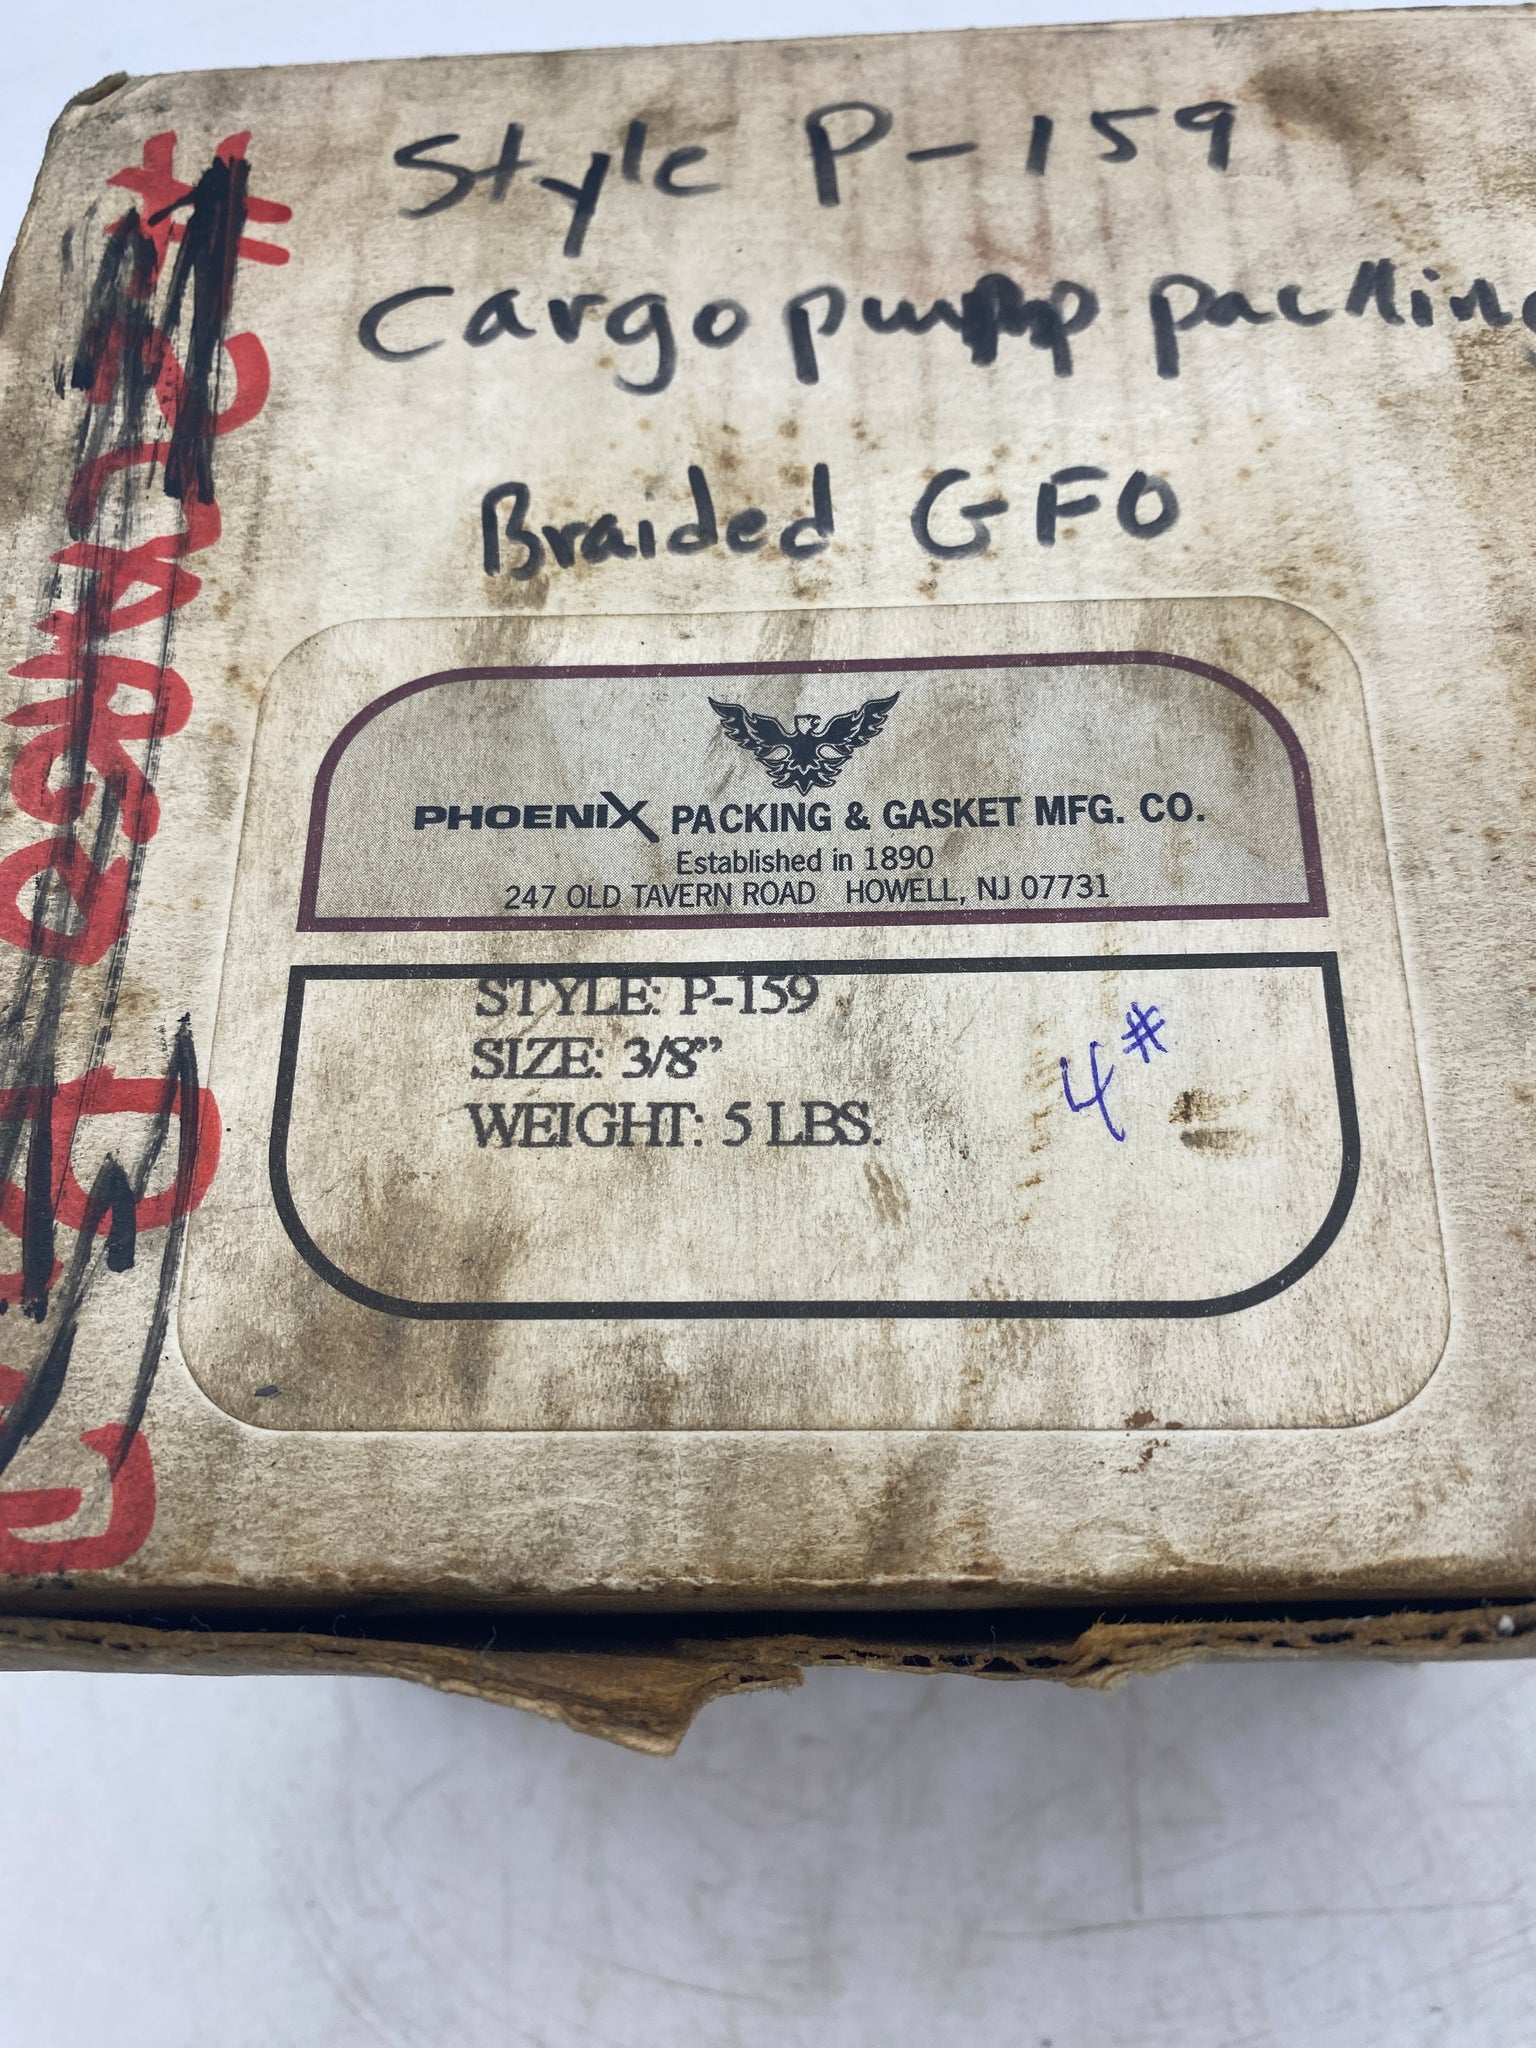 Style P-159
Cargo pump packing
Braided GFO
PHOENIX PACKING & GASKET MFG. CO.
Established in 1890
247 OLD TAVERN ROAD HOWELL, NJ 07731
STYLE: P-159
SIZE: 3/8”
WEIGHT: 5 LBS.
4#